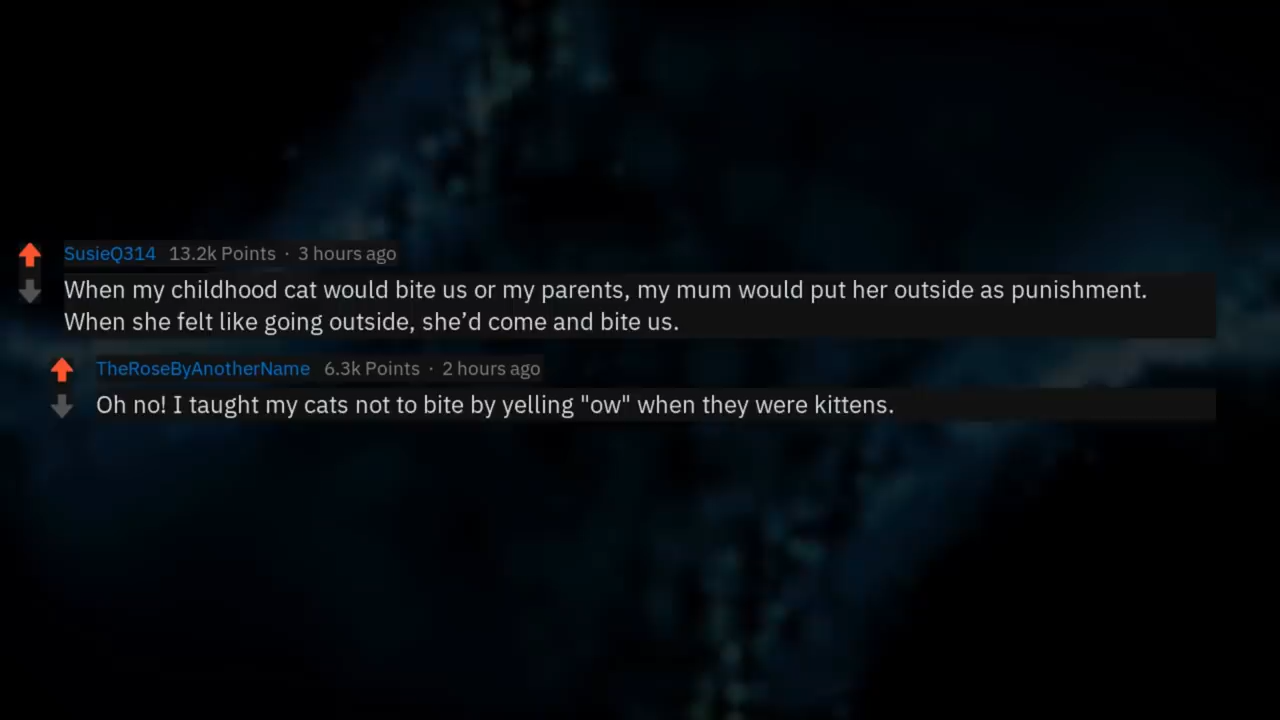 SusieQ314 13.2k Points · 3 hours ago
When my childhood cat would bite us or my parents, my mum would put her outside as punishment.
When she felt like going outside, she’d come and bite us.
TheRoseByAnotherName 6.3k Points · 2 hours ago
Oh no! I taught my cats not to bite by yelling "ow" when they were kittens.